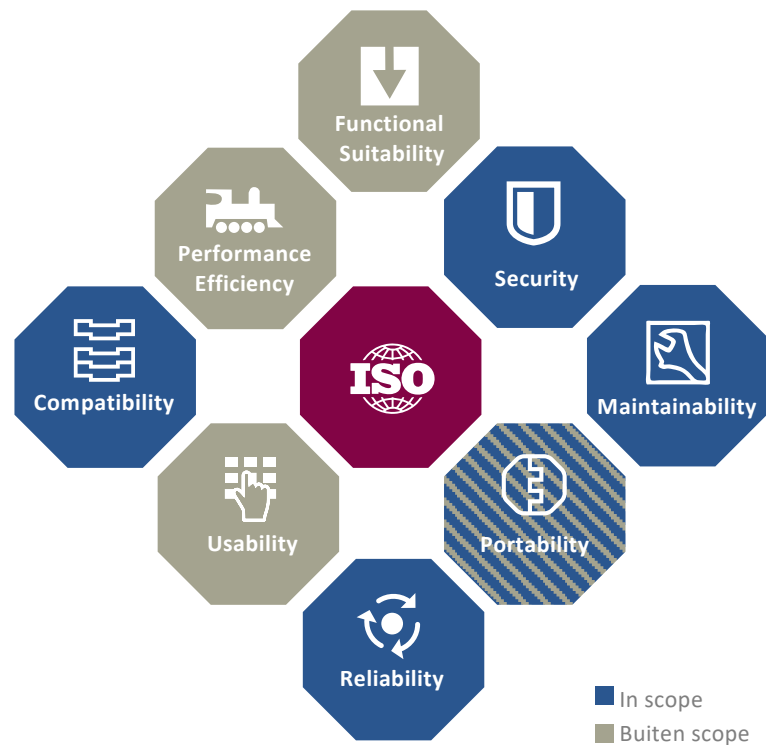 Functional
Suitability
Performance
Efficiency
Security
Compatibility
ISO
Maintainability
Usability
Portability
Reliability
In scope
Buiten scope